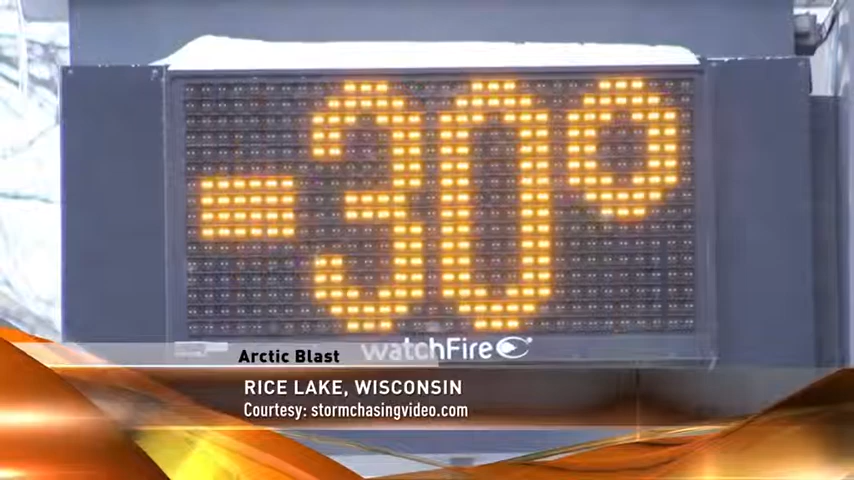 -30°
watchFire
Arctic Blast
RICE LAKE, WISCONSIN
Courtesy: stormchasingvideo.com